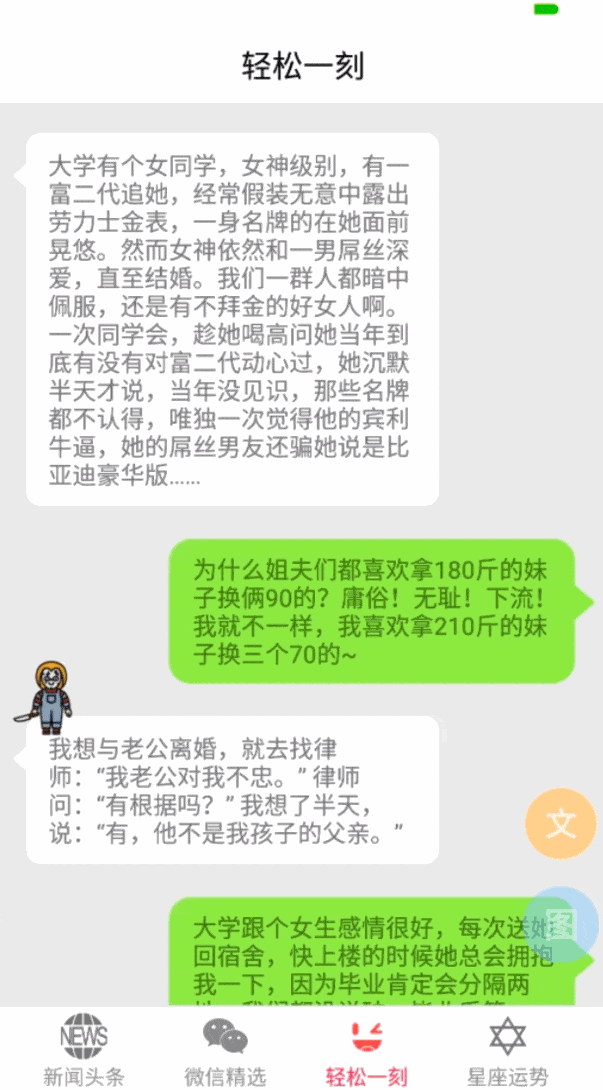 轻松一刻
大学有个女同学，女神级别，有一
富二代追她，经常假装无意中露出
劳力士金表，一身名牌的在她面前
晃悠。然而女神依然和一男屌丝深
爱，直至结婚。我们一群人都暗中
佩服，还是有不拜金的好女人啊。
一次同学会，趁她喝高问她当年到
底有没有对富二代动心过，她沉默
半天才说，当年没见识，那些名牌
都不认得，唯独一次觉得他的宾利
牛逼，她的屌丝男友还骗她说是比
亚迪豪华版……
为什么姐夫们都喜欢拿180斤的妹
子换俩90的？庸俗！无耻！下流！
我就不一样，我喜欢拿210斤的妹
子换三个70的~
我想与老公离婚，就去找律
师：“我老公对我不忠。” 律师
问：“有根据吗？” 我想了半天，
说：“有，他不是我孩子的父亲。”
文
大学跟个女生感情很好，每次送她
图
回宿舍，快上楼的时候她总会拥抱
我一下，因为毕业肯定会分隔两
NEWS
新闻头条
微信精选
轻松一刻
星座运势